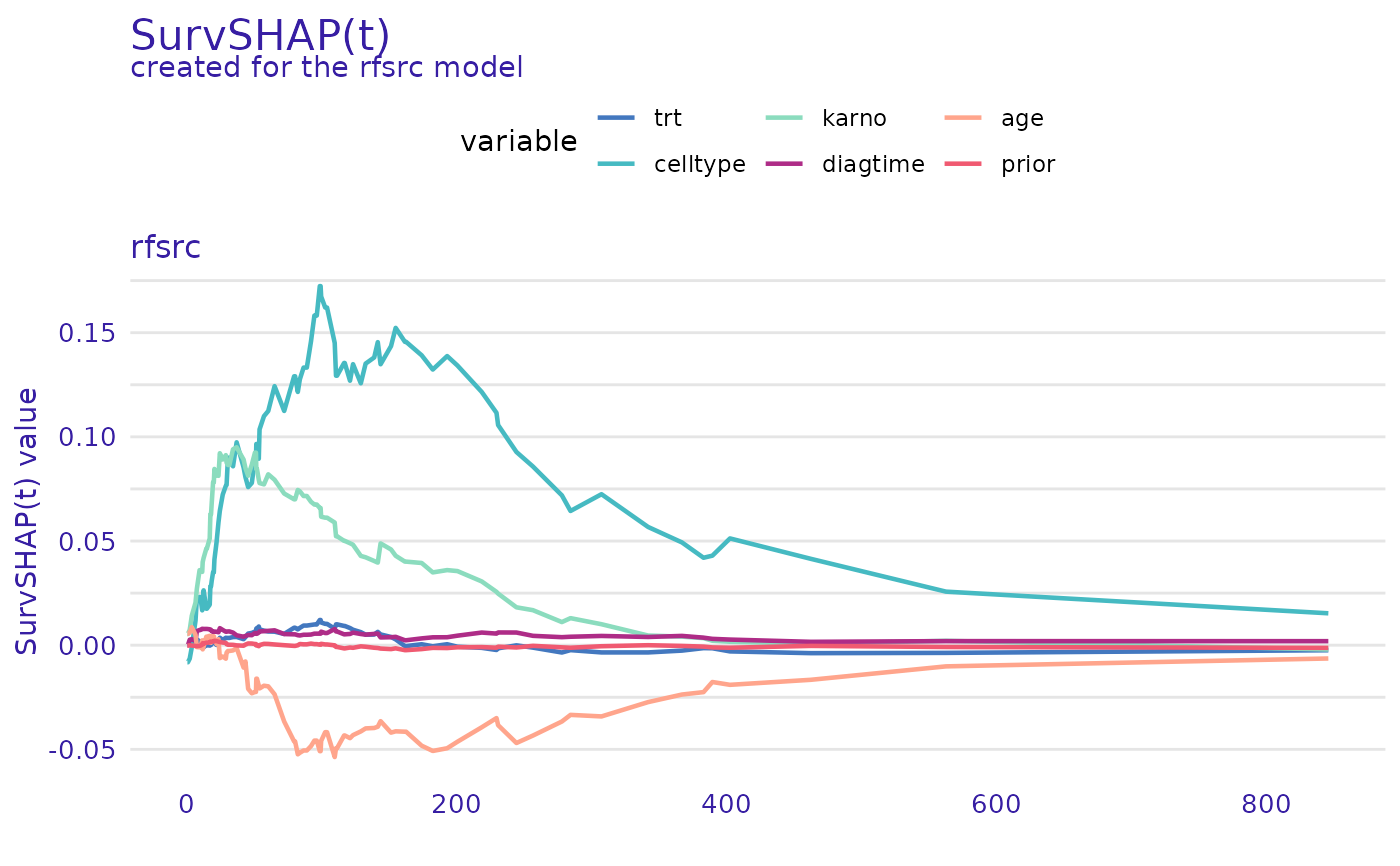 SurvSHAP(t)
created for the rfsrc model
variable
trt
karno
age
celltype
diagtime
prior
rfsrc
SurvSHAP(t) value
0.15
0.10
0.05
0.00
-0.05
0 200 400 600 800